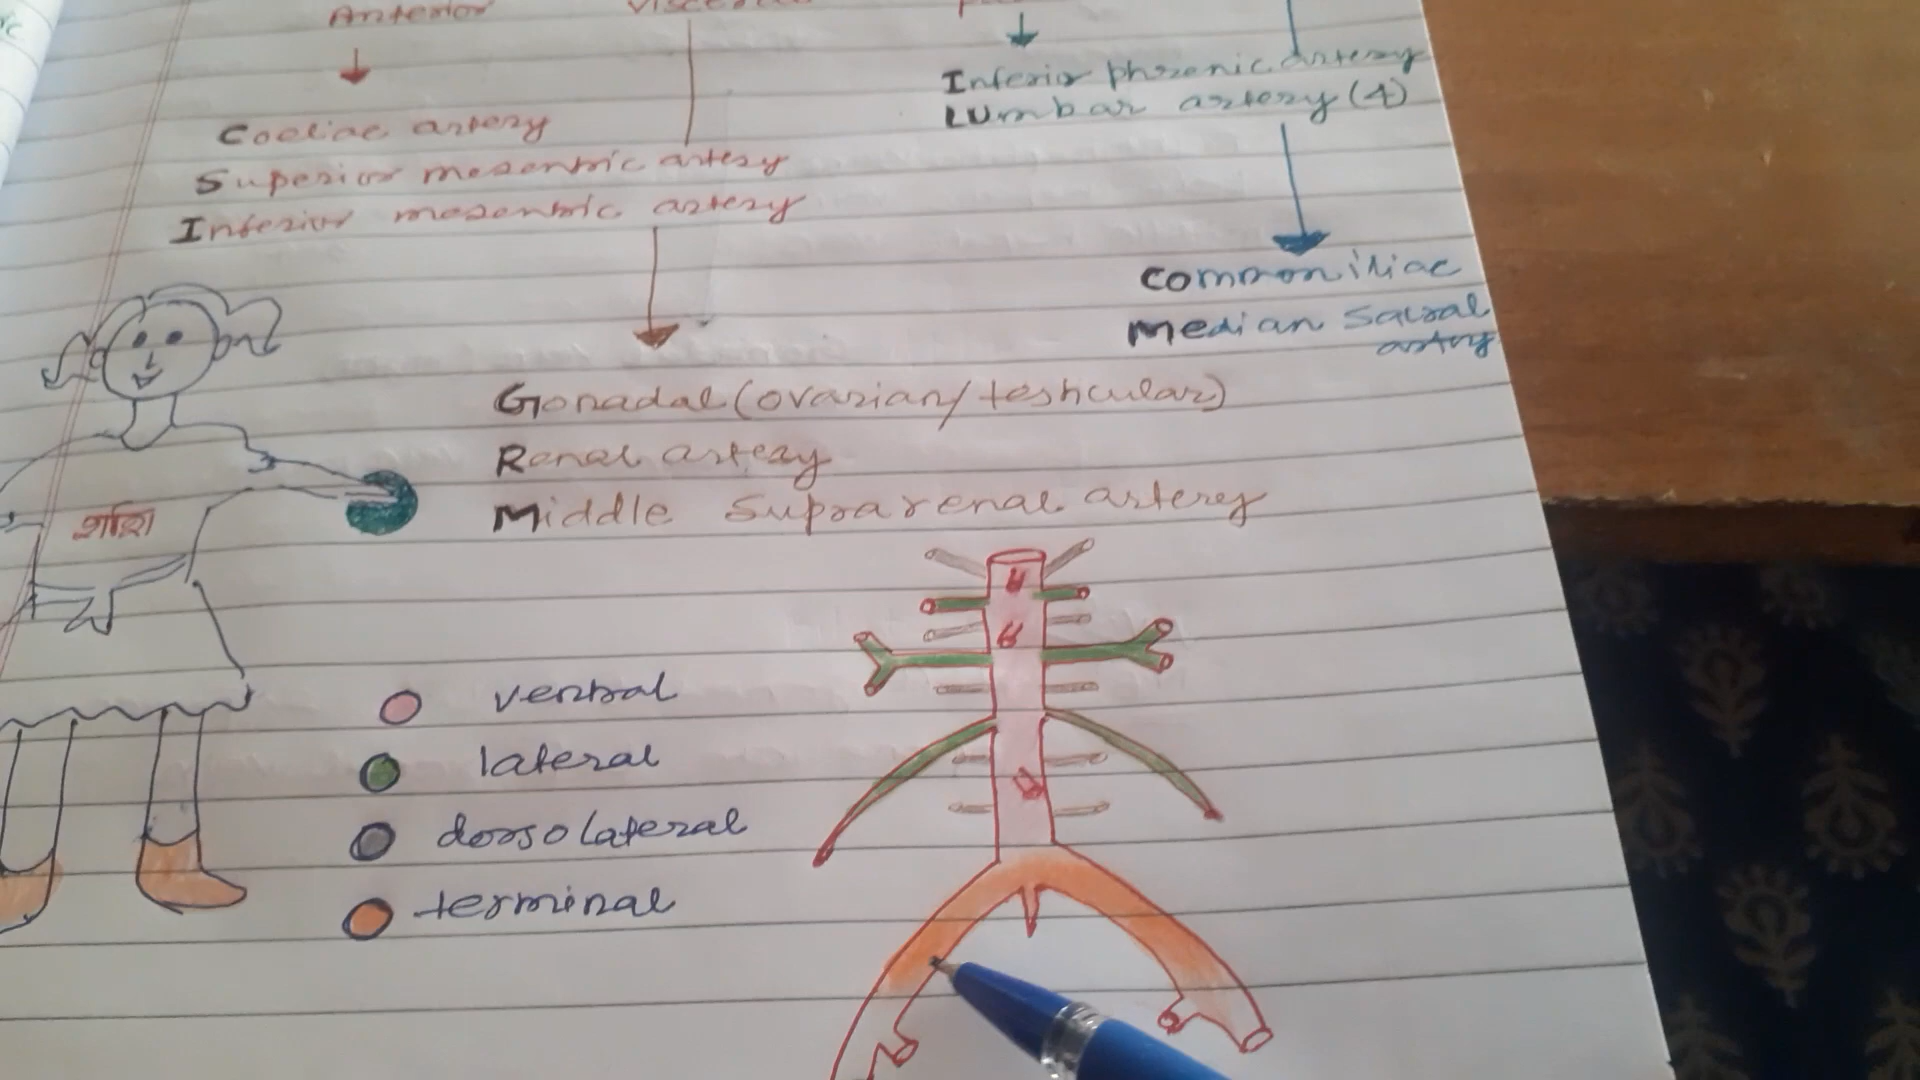 Anterior
Coeliac artery
Superior mesentric artery
Inferior mesentric artery
Inferior phrenic artery
Lumbar artery (4)
Common iliac
Median Sacral
artery
Gonadal (ovarian/testicular)
Renal artery
Middle Suprarenal artery
शशि
ventral
lateral
dorsolateral
terminal